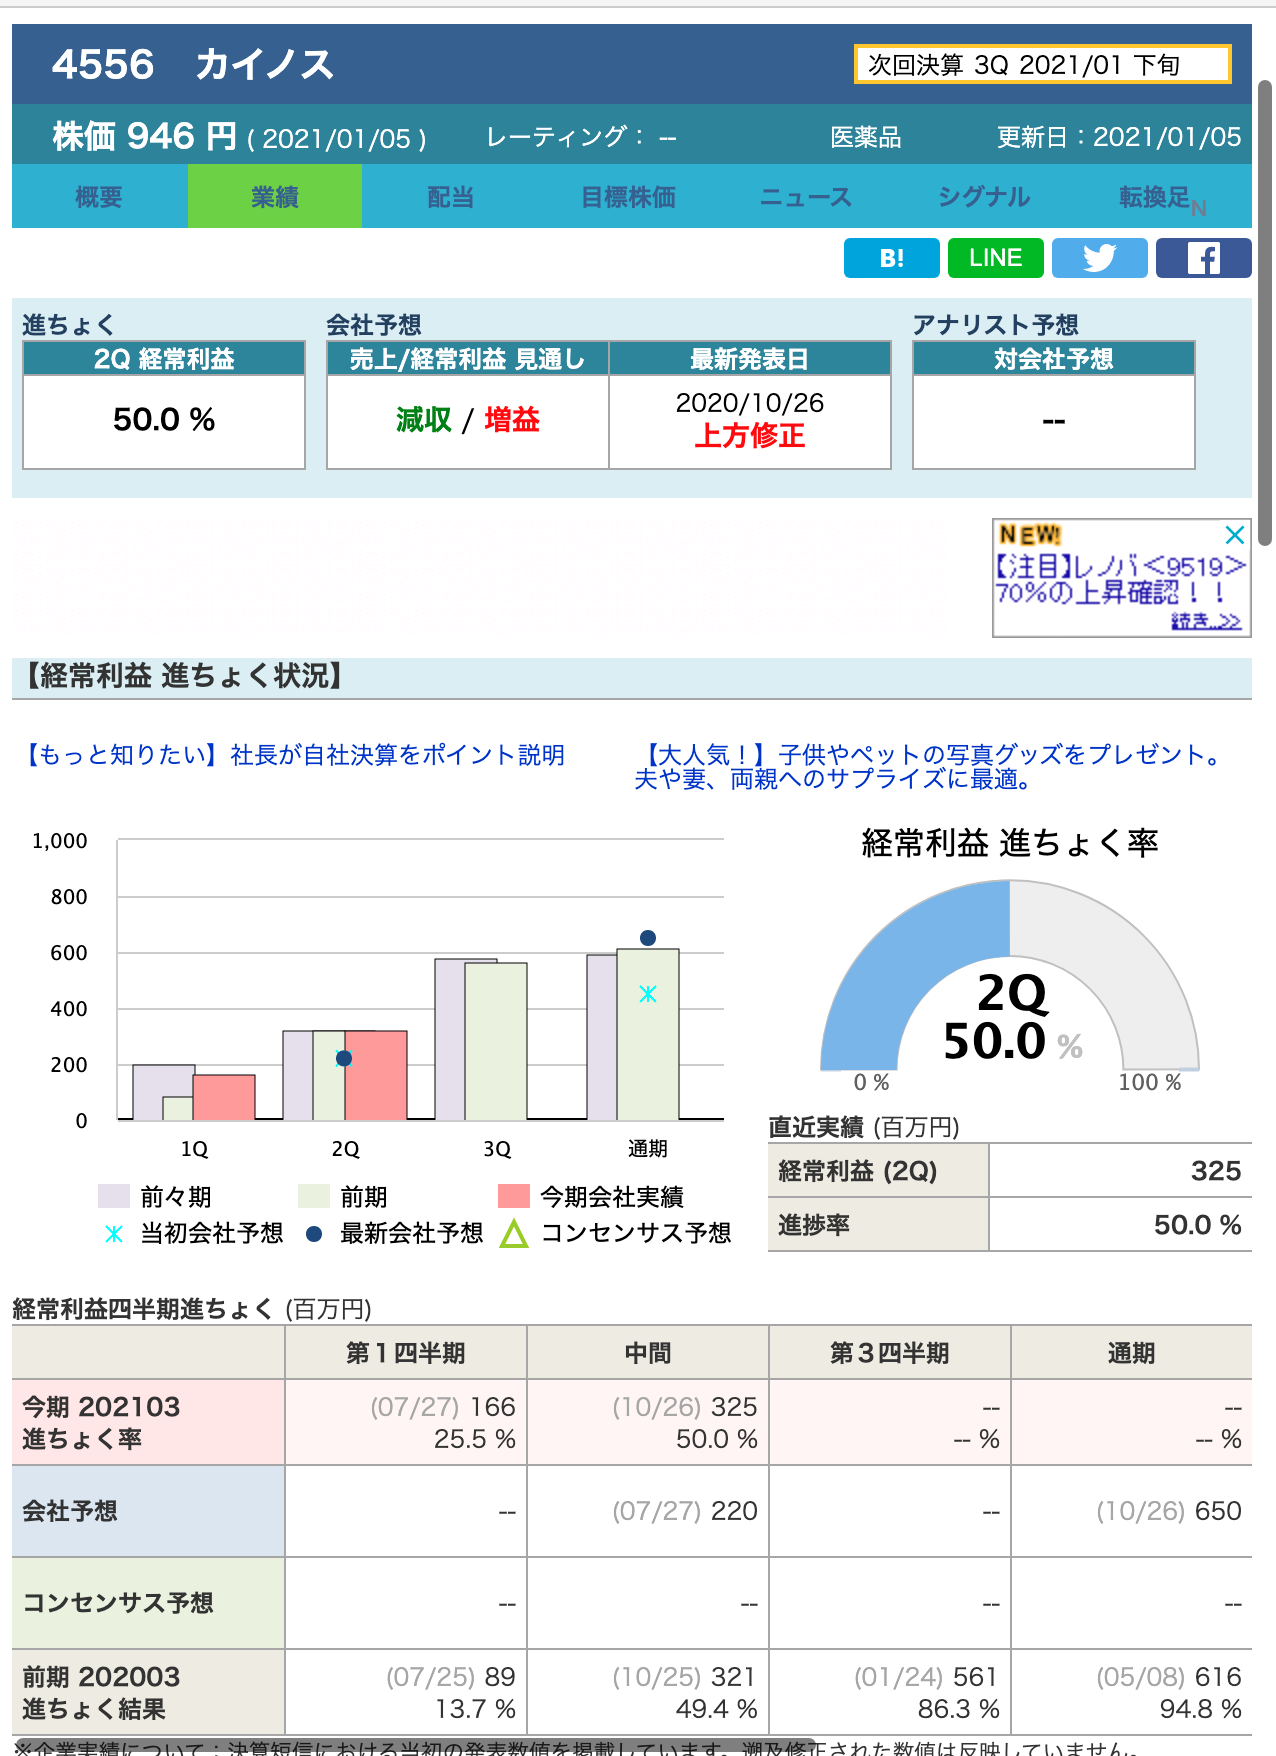 4556 カイノス
次回決算 3Q 2021/01 下旬
株価 946 円 ( 2021/01/05 ) レーティング： -- 医薬品 更新日：2021/01/05
概要 業績 配当 目標株価 ニュース シグナル 転換足N
B! LINE
進ちょく 会社予想 アナリスト予想
2Q 経常利益 売上/経常利益 見通し 最新発表日 対会社予想
50.0 % 減収 / 増益 2020/10/26 --
上方修正
NEW!
【注目】レノバ<9519>
70%の上昇確認！！
続き..>>
【経常利益 進ちょく状況】
【もっと知りたい】社長が自社決算をポイント説明
【大人気！】子供やペットの写真グッズをプレゼント。
夫や妻、両親へのサプライズに最適。
1,000
800
600
400
200
0
1Q 2Q 3Q 通期
前々期 前期 今期会社実績
当初会社予想 最新会社予想 コンセンサス予想
経常利益 進ちょく率
2Q
50.0 %
0 % 100 %
直近実績 (百万円)
経常利益 (2Q) 325
進捗率 50.0 %
経常利益四半期進ちょく (百万円)
第１四半期 中間 第３四半期 通期
今期 202103 (07/27) 166 (10/26) 325 -- --
進ちょく率 25.5 % 50.0 % -- % -- %
会社予想 -- (07/27) 220 -- (10/26) 650
コンセンサス予想 -- -- -- --
前期 202003 (07/25) 89 (10/25) 321 (01/24) 561 (05/08) 616
進ちょく結果 13.7 % 49.4 % 86.3 % 94.8 %
※企業実績について：決算短信における当初の発表数値を掲載しています。遡及修正された数値は反映していません。